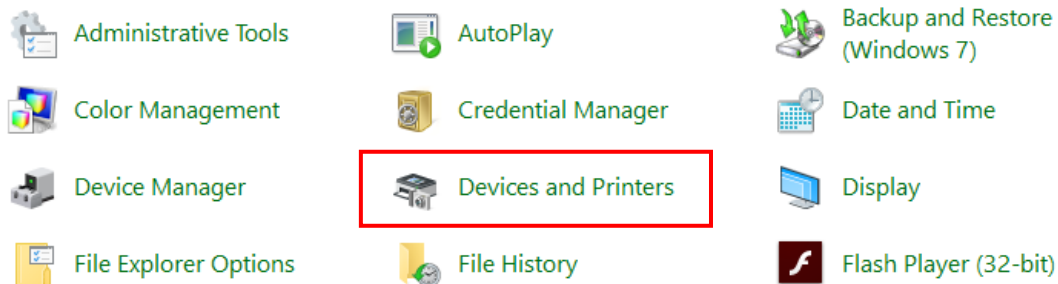 Administrative Tools
AutoPlay
Backup and Restore
(Windows 7)
Color Management
Credential Manager
Date and Time
Device Manager
Devices and Printers
Display
File Explorer Options
File History
Flash Player (32-bit)